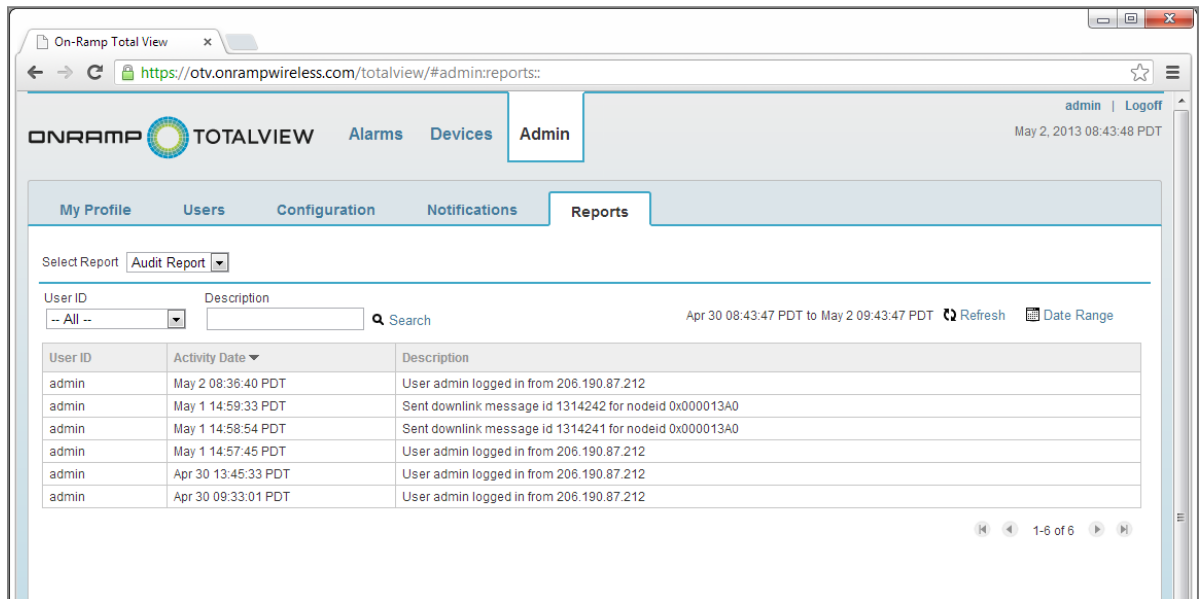 On-Ramp Total View
https://otv.onrampwireless.com/totalview/#admin:reports::
admin | Logoff
ONRAMP TOTALVIEW Alarms Devices Admin
May 2, 2013 08:43:48 PDT
My Profile Users Configuration Notifications Reports
Select Report Audit Report
User ID Description
-- All -- Search Apr 30 08:43:47 PDT to May 2 09:43:47 PDT Refresh Date Range
User ID Activity Date Description
admin May 2 08:36:40 PDT User admin logged in from 206.190.87.212
admin May 1 14:59:33 PDT Sent downlink message id 1314242 for nodeid 0x000013A0
admin May 1 14:58:54 PDT Sent downlink message id 1314241 for nodeid 0x000013A0
admin May 1 14:57:45 PDT User admin logged in from 206.190.87.212
admin Apr 30 13:45:33 PDT User admin logged in from 206.190.87.212
admin Apr 30 09:33:01 PDT User admin logged in from 206.190.87.212
1-6 of 6